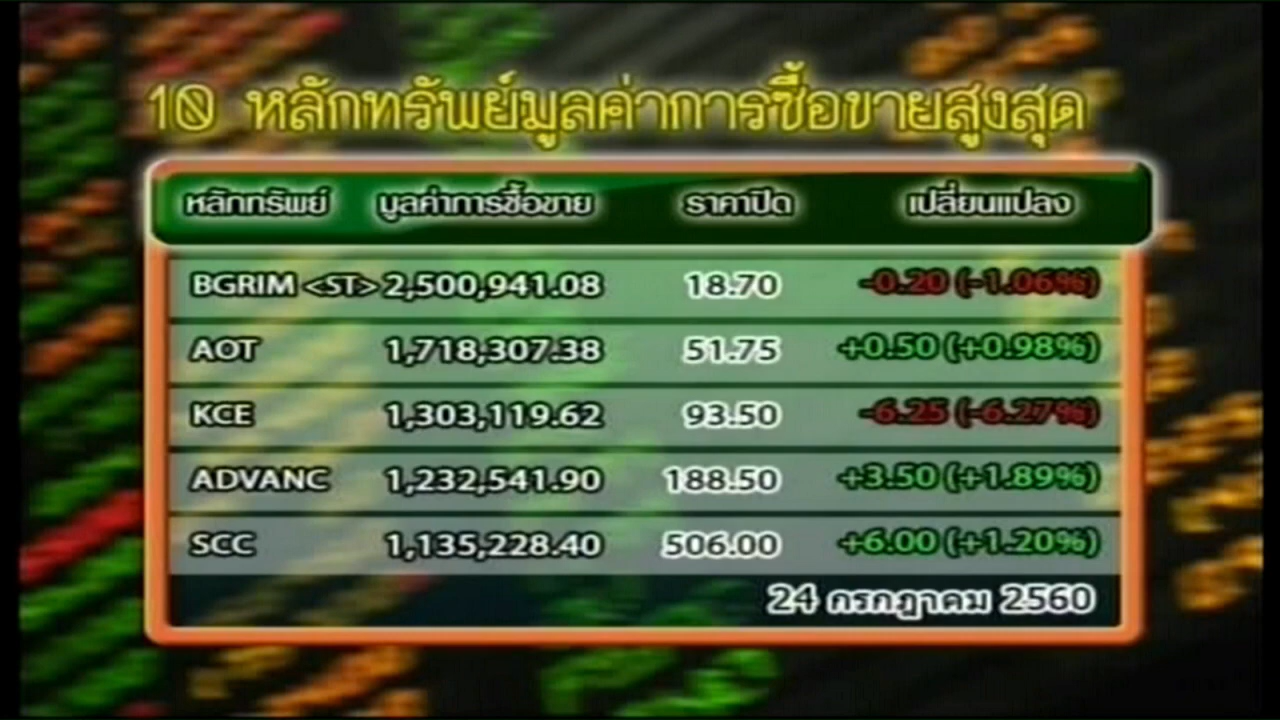 10 หลักทรัพย์มูลค่าการซื้อขายสูงสุด
หลักทรัพย์ มูลค่าการซื้อขาย ราคาปิด เปลี่ยนแปลง
BGRIM <ST> 2,500,941.08 18.70 -0.20 (-1.06%)
AOT 1,718,307.38 51.75 +0.50 (+0.98%)
KCE 1,303,119.62 93.50 -6.25 (-6.27%)
ADVANC 1,232,541.90 188.50 +3.50 (+1.89%)
SCC 1,135,228.40 506.00 +6.00 (+1.20%)
24 กรกฎาคม 2560